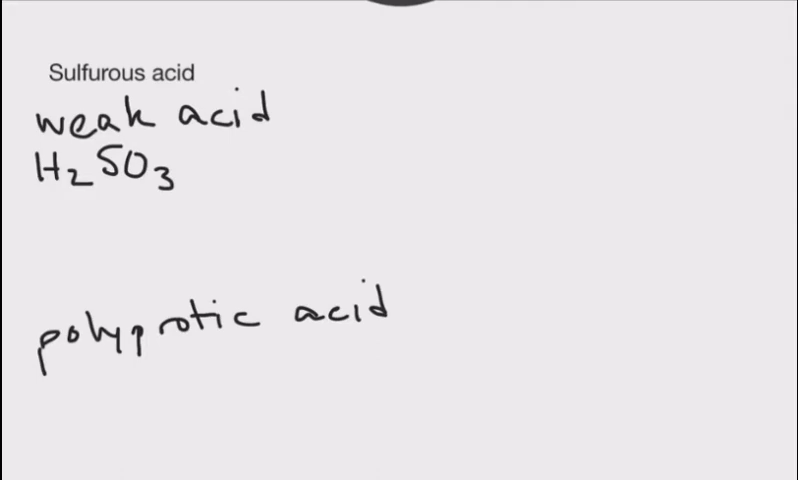 Sulfurous acid
weak acid
H₂SO₃
polyprotic acid